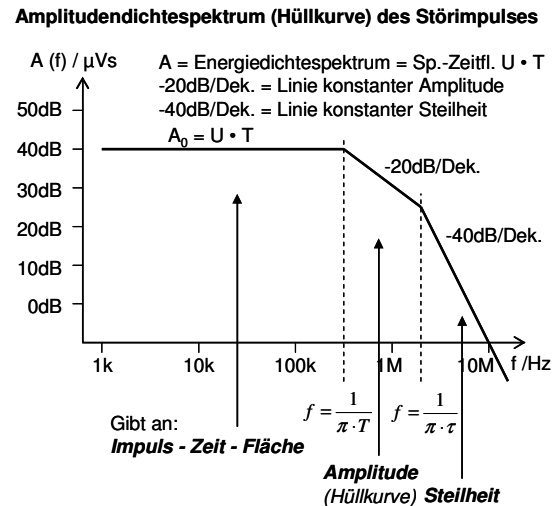 Amplitudendichtespektrum (Hüllkurve) des Störimpulses
A (f) / µVs
A = Energiedichtespektrum = Sp.-Zeitfl. U • T
-20dB/Dek. = Linie konstanter Amplitude
-40dB/Dek. = Linie konstanter Steilheit
A₀ = U • T
50dB
40dB
30dB
20dB
10dB
0dB
-20dB/Dek.
-40dB/Dek.
1k
10k
100k
1M
10M
f /Hz
f = 1 / (π · T)
f = 1 / (π · τ)
Gibt an:
Impuls - Zeit - Fläche
Amplitude
(Hüllkurve)
Steilheit